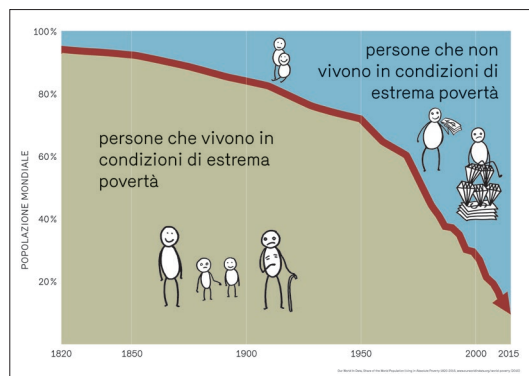 100%
persone che non
vivono in condizioni di
estrema povertà
80%
persone che vivono in
condizioni di estrema
povertà
60%
40%
20%
POPOLAZIONE MONDIALE
1820
1850
1900
1950
2000
2015